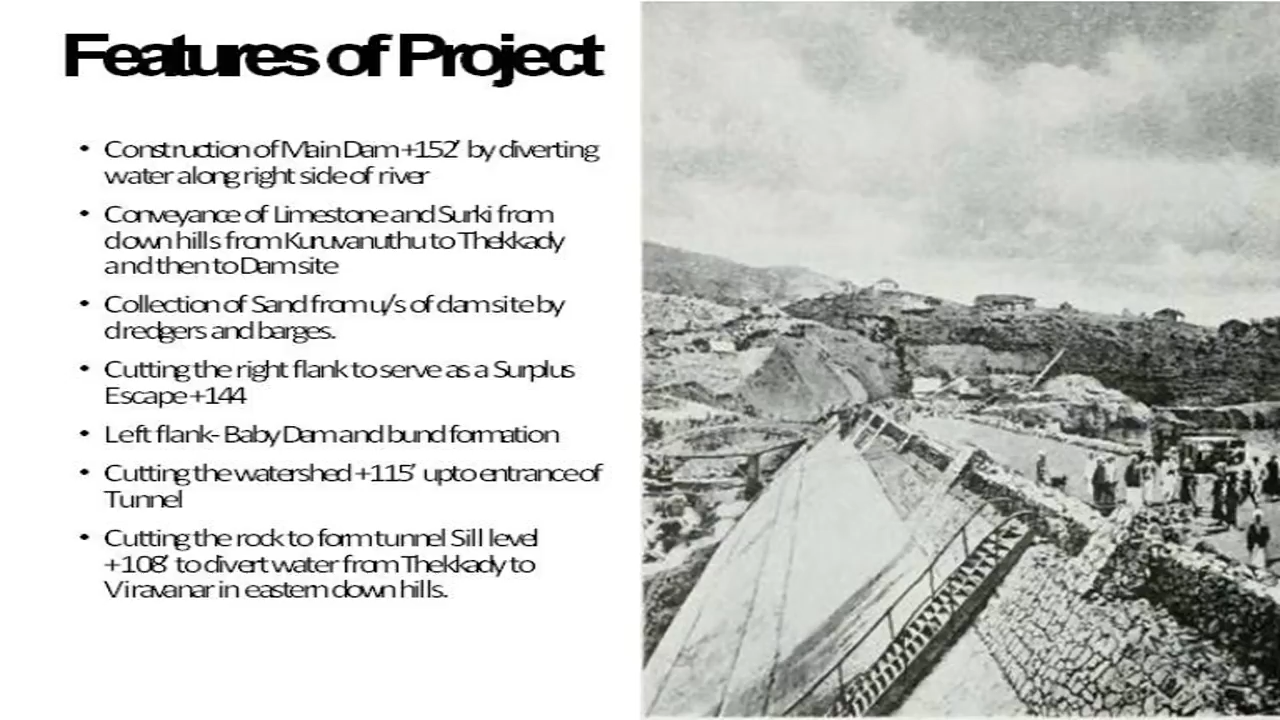 Features of Project
• Construction of Main Dam +152’ by diverting
water along right side of river
• Conveyance of Limestone and Surki from
down hills from Kuruvanuthu to Thekkady
and then to Dam site
• Collection of Sand from u/s of dam site by
dredgers and barges.
• Cutting the right flank to serve as a Surplus
Escape +144
• Left flank- Baby Dam and bund formation
• Cutting the watershed +115’ upto entrance of
Tunnel
• Cutting the rock to form tunnel Sill level
+108’ to divert water from Thekkady to
Viravanar in eastern down hills.